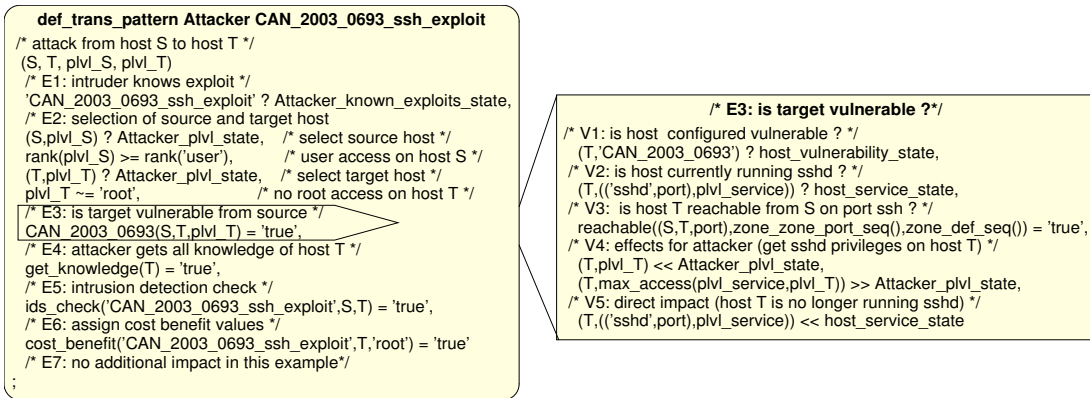 def_trans_pattern Attacker CAN_2003_0693_ssh_exploit
/* attack from host S to host T */
(S, T, plvl_S, plvl_T)
/* E1: intruder knows exploit */
'CAN_2003_0693_ssh_exploit' ? Attacker_known_exploits_state,
/* E2: selection of source and target host
(S,plvl_S) ? Attacker_plvl_state, /* select source host */
rank(plvl_S) >= rank('user'), /* user access on host S */
(T,plvl_T) ? Attacker_plvl_state, /* select target host */
plvl_T ~= 'root', /* no root access on host T */
/* E3: is target vulnerable from source */
CAN_2003_0693(S,T,plvl_T) = 'true',
/* E4: attacker gets all knowledge of host T */
get_knowledge(T) = 'true',
/* E5: intrusion detection check */
ids_check('CAN_2003_0693_ssh_exploit',S,T) = 'true',
/* E6: assign cost benefit values */
cost_benefit('CAN_2003_0693_ssh_exploit',T,'root') = 'true'
/* E7: no additional impact in this example*/
;
/* E3: is target vulnerable ?*/
/* V1: is host configured vulnerable ? */
(T,'CAN_2003_0693') ? host_vulnerability_state,
/* V2: is host currently running sshd ? */
(T,(('sshd',port),plvl_service)) ? host_service_state,
/* V3: is host T reachable from S on port ssh ? */
reachable((S,T,port),zone_zone_port_seq(),zone_def_seq()) = 'true',
/* V4: effects for attacker (get sshd privileges on host T) */
(T,plvl_T) << Attacker_plvl_state,
(T,max_access(plvl_service,plvl_T)) >> Attacker_plvl_state,
/* V5: direct impact (host T is no longer running sshd) */
(T,(('sshd',port),plvl_service)) << host_service_state